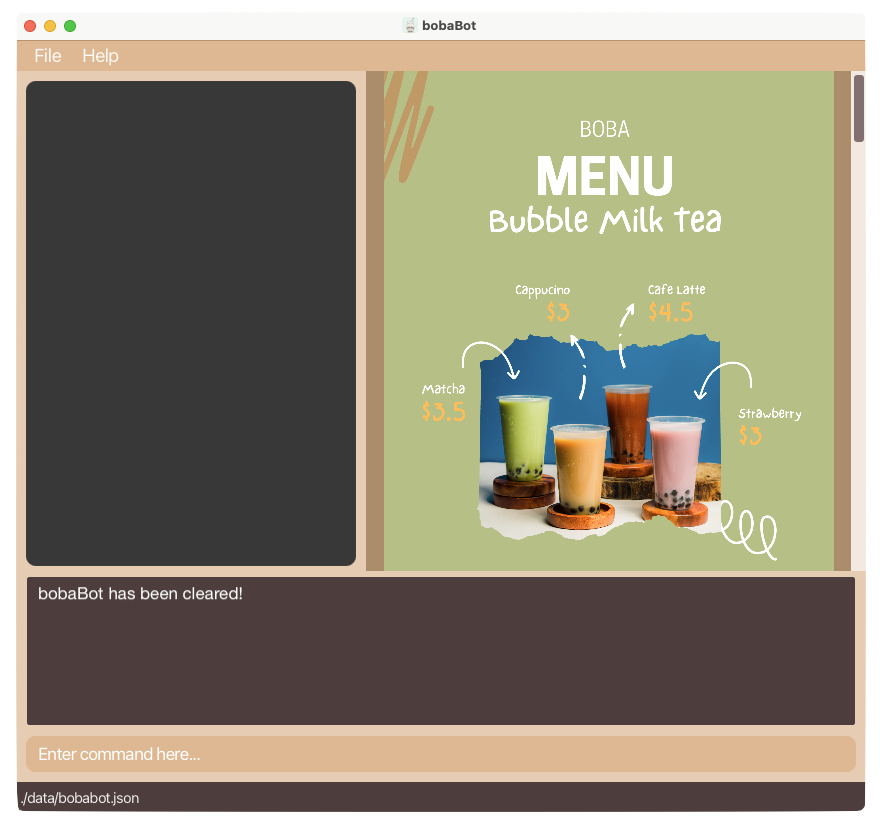 bobaBot
File Help
BOBA
MENU
Bubble Milk Tea
Cappucino
$3
Cafe Latte
$4.5
Matcha
$3.5
Strawberry
$3
bobaBot has been cleared!
Enter command here...
./data/bobabot.json